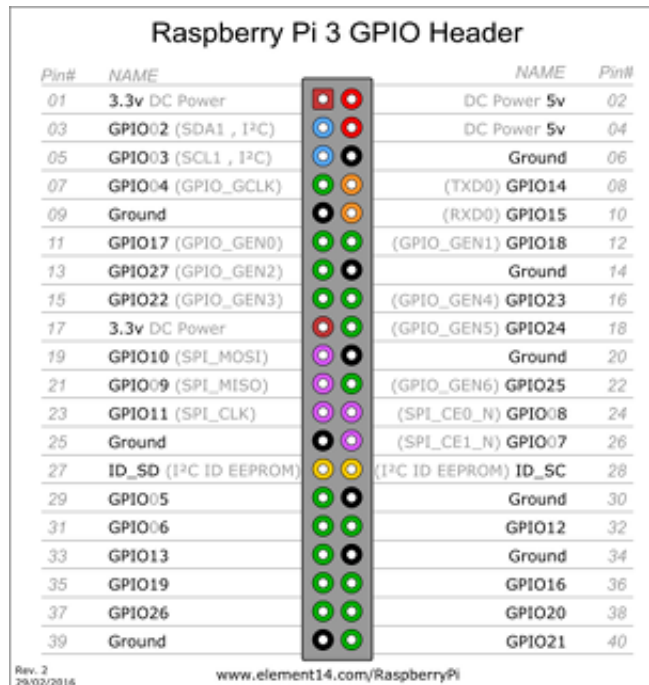 Raspberry Pi 3 GPIO Header
Pin# NAME NAME Pin#
01 3.3v DC Power DC Power 5v 02
03 GPIO02 (SDA1 , I²C) DC Power 5v 04
05 GPIO03 (SCL1 , I²C) Ground 06
07 GPIO04 (GPIO_GCLK) (TXD0) GPIO14 08
09 Ground (RXD0) GPIO15 10
11 GPIO17 (GPIO_GEN0) (GPIO_GEN1) GPIO18 12
13 GPIO27 (GPIO_GEN2) Ground 14
15 GPIO22 (GPIO_GEN3) (GPIO_GEN4) GPIO23 16
17 3.3v DC Power (GPIO_GEN5) GPIO24 18
19 GPIO10 (SPI_MOSI) Ground 20
21 GPIO09 (SPI_MISO) (GPIO_GEN6) GPIO25 22
23 GPIO11 (SPI_CLK) (SPI_CE0_N) GPIO08 24
25 Ground (SPI_CE1_N) GPIO07 26
27 ID_SD (I²C ID EEPROM) (I²C ID EEPROM) ID_SC 28
29 GPIO05 Ground 30
31 GPIO06 GPIO12 32
33 GPIO13 Ground 34
35 GPIO19 GPIO16 36
37 GPIO26 GPIO20 38
39 Ground GPIO21 40
Rev. 2
29/02/2016 www.element14.com/RaspberryPi